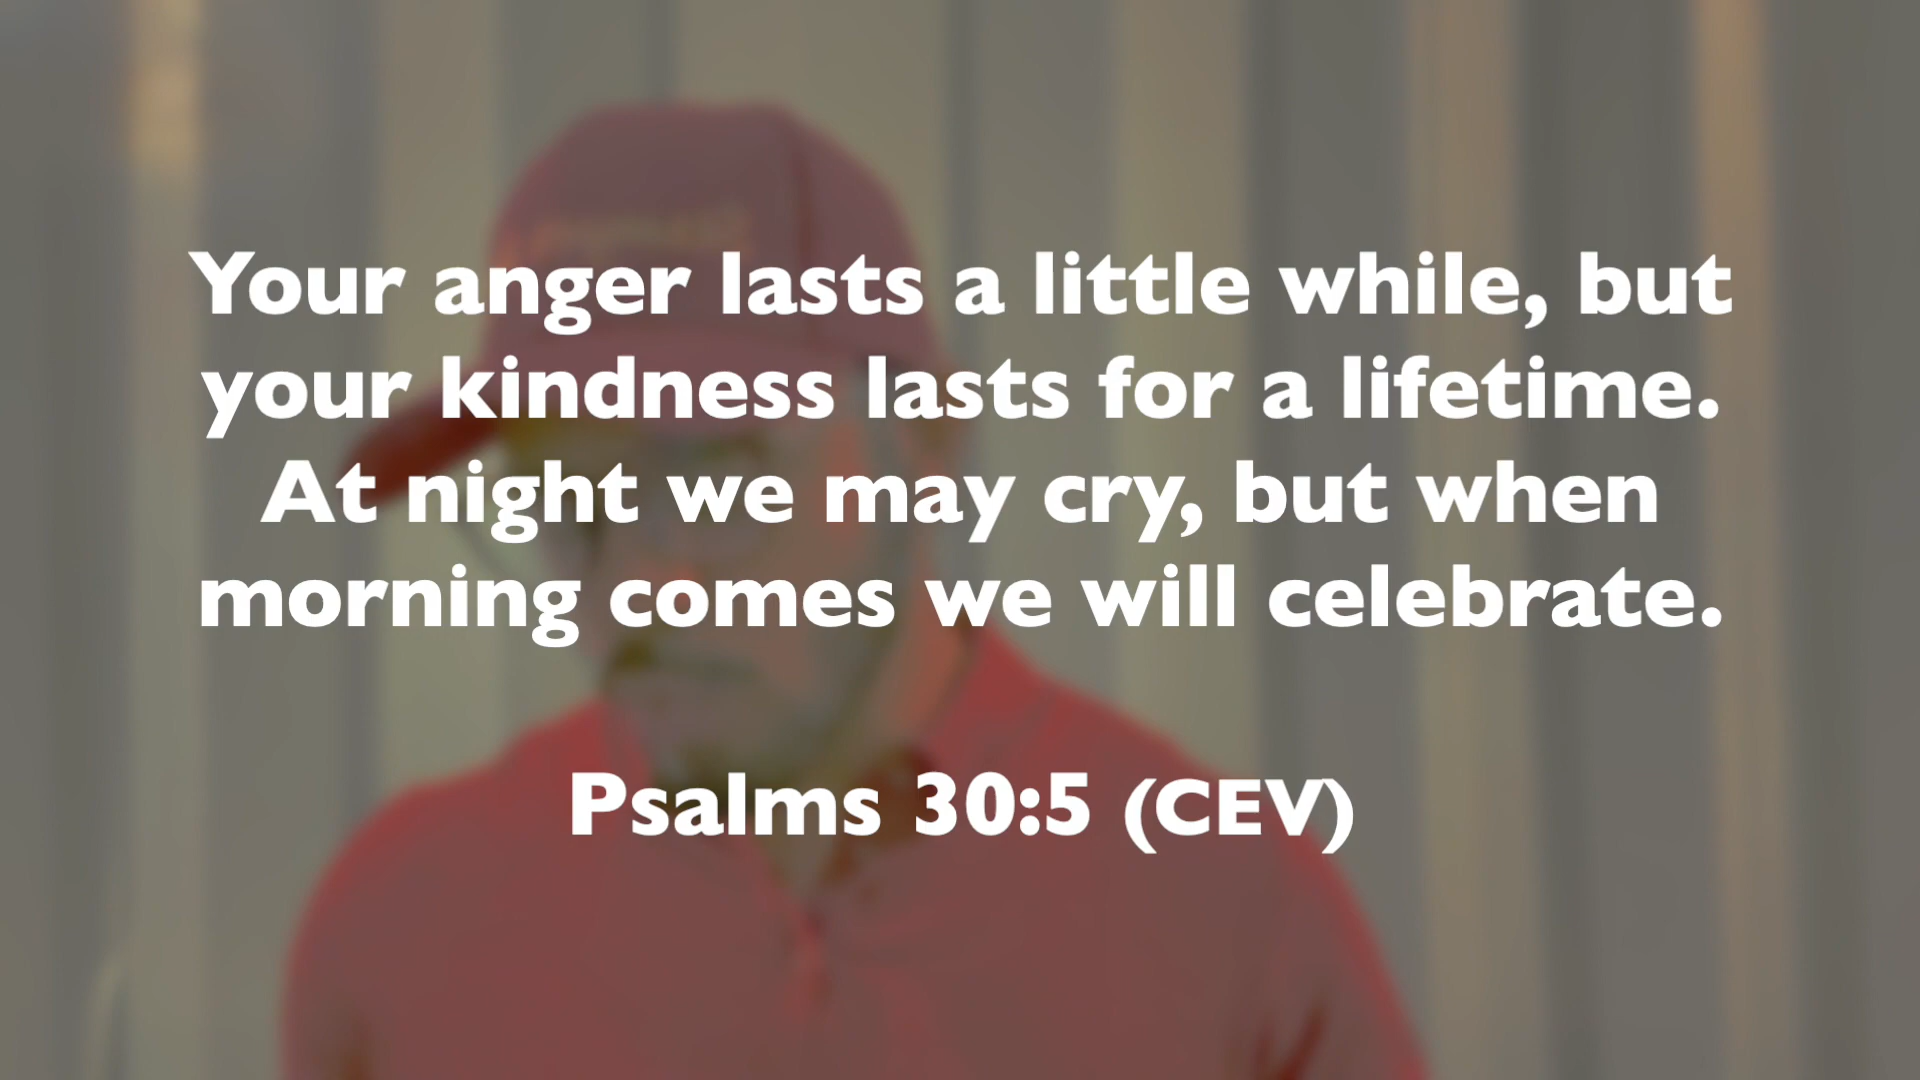 Your anger lasts a little while, but
your kindness lasts for a lifetime.
At night we may cry, but when
morning comes we will celebrate.
Psalms 30:5 (CEV)